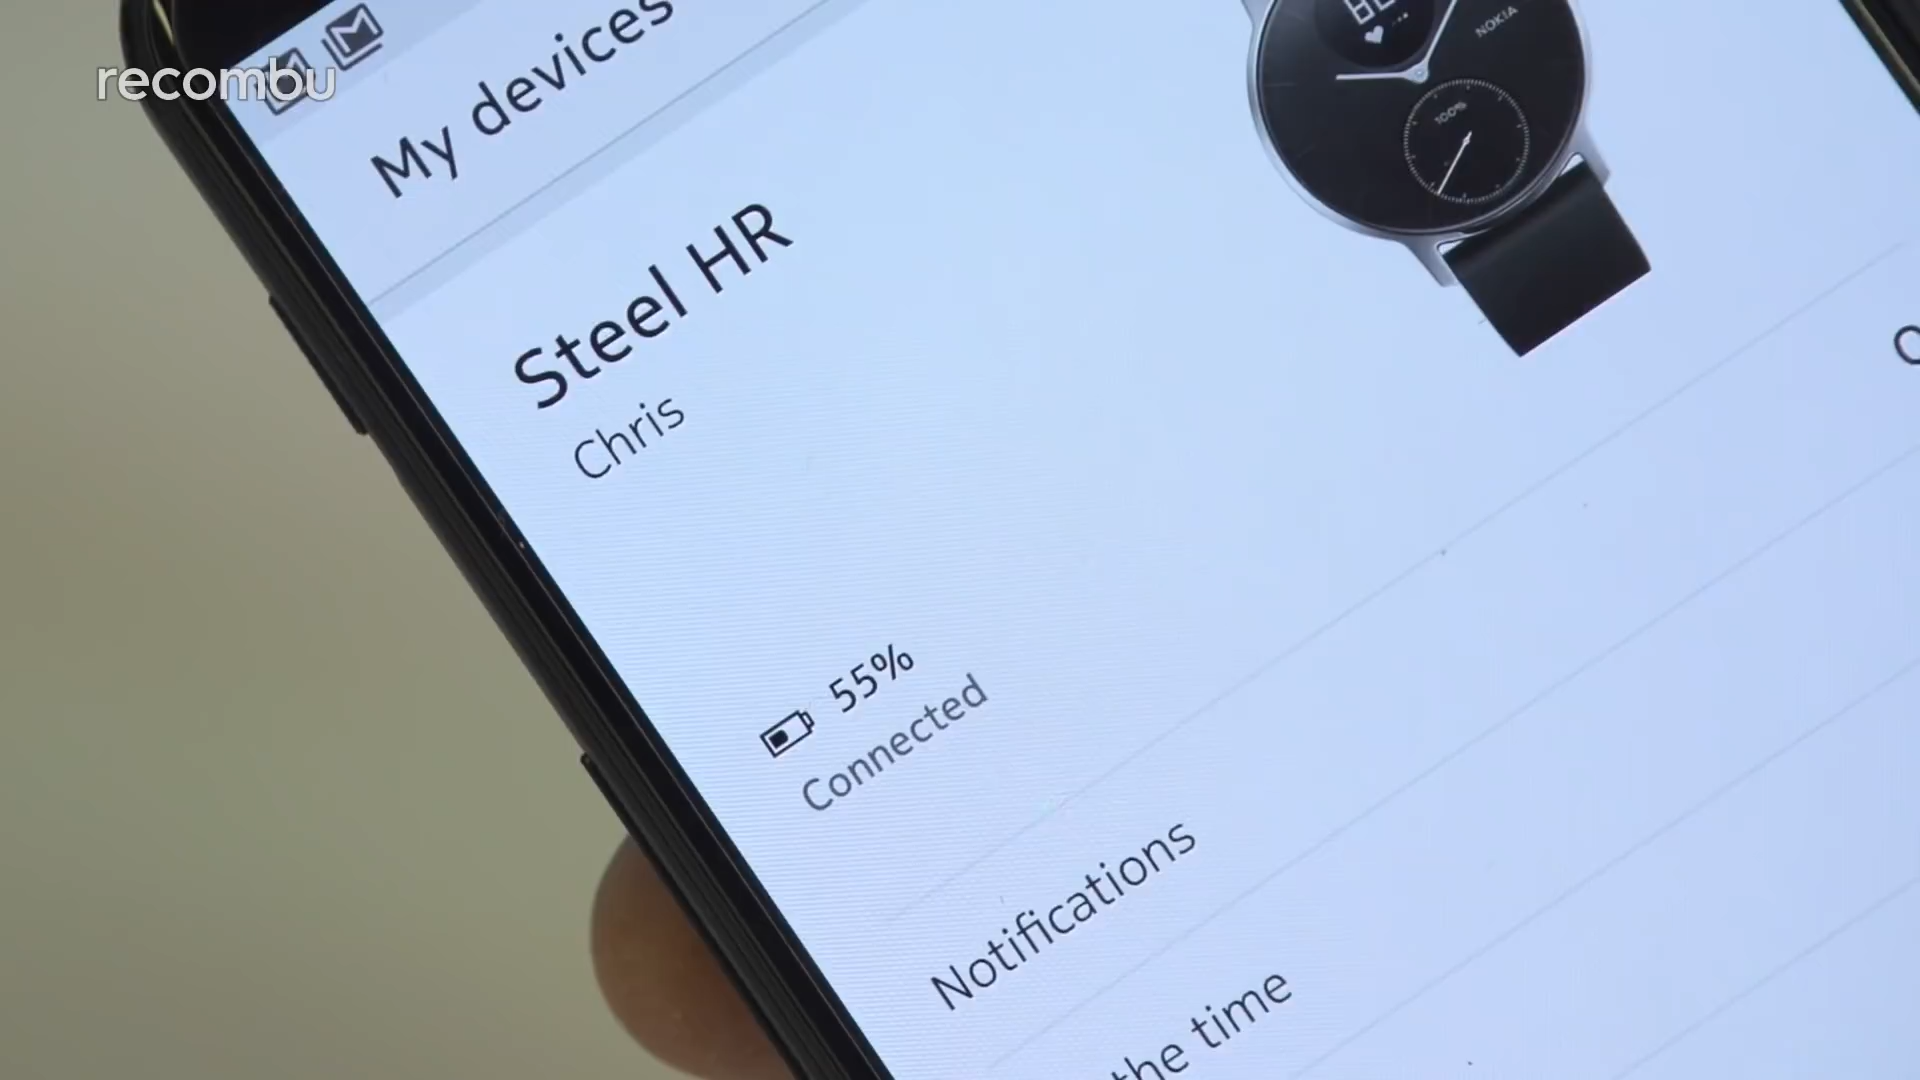 recombu
My devices
Steel HR
Chris
NOKIA
100%
55%
Connected
Notifications
the time